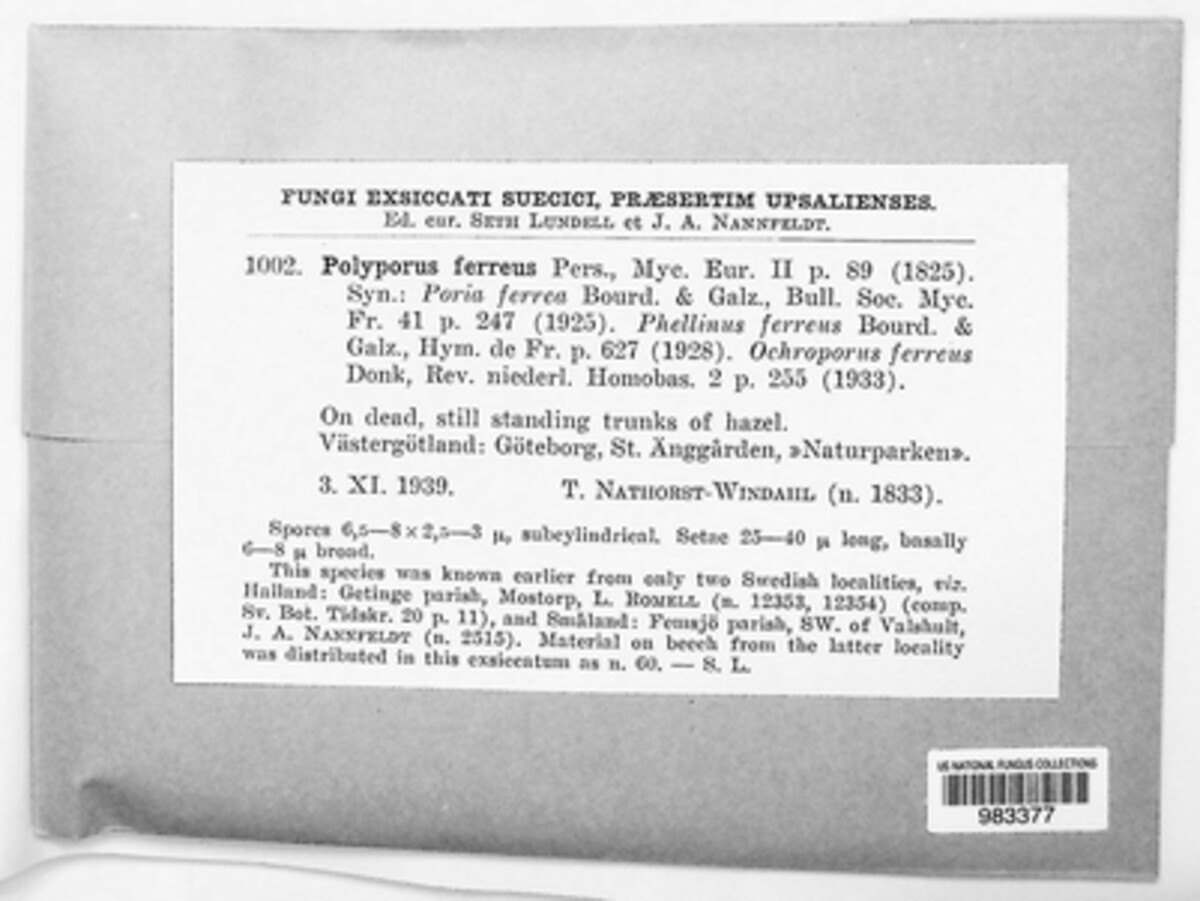 FUNGI EXSICCATI SUECICI, PRÆSERTIM UPSALIENSES.
Ed. cur. SETH LUNDELL et J. A. NANNFELDT.
1002. Polyporus ferreus Pers., Myc. Eur. II p. 89 (1825).
Syn.: Poria ferrea Bourd. & Galz., Bull. Soc. Myc.
Fr. 41 p. 247 (1925). Phellinus ferreus Bourd. &
Galz., Hym. de Fr. p. 627 (1928). Ochroporus ferreus
Donk, Rev. niederl. Homobas. 2 p. 255 (1933).
On dead, still standing trunks of hazel.
Västergötland: Göteborg, St. Änggården, »Naturparken».
3. XI. 1939. T. NATHORST-WINDAHL (n. 1833).
Spores 6,5—8 × 2,5—3 μ, subcylindrical. Setae 25—40 μ long, basally
6—8 μ broad.
This species was known earlier from only two Swedish localities, viz.
Halland: Getinge parish, Mostorp, L. ROMELL (n. 12353, 12354) (comp.
Sv. Bot. Tidskr. 20 p. 11), and Småland: Femsjö parish, SW. of Valshult,
J. A. NANNFELDT (n. 2515). Material on beech from the latter locality
was distributed in this exsiccatum as n. 60. — S. L.
US NATIONAL FUNGUS COLLECTIONS
983377